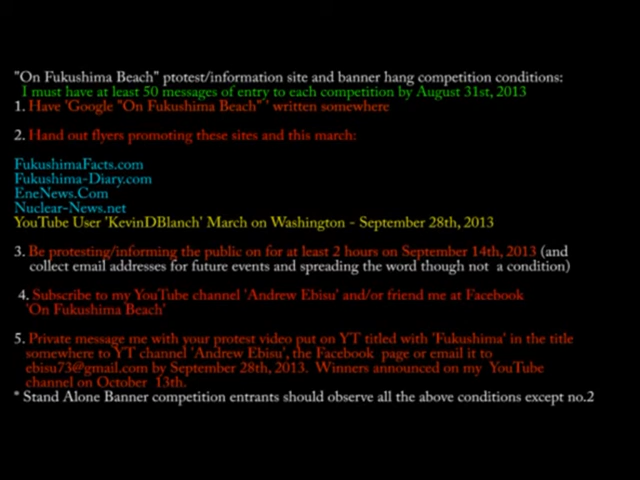 "On Fukushima Beach" ptotest/information site and banner hang competition conditions:
I must have at least 50 messages of entry to each competition by August 31st, 2013
1. Have 'Google "On Fukushima Beach" ' written somewhere
2. Hand out flyers promoting these sites and this march:
FukushimaFacts.com
Fukushima-Diary.com
EneNews.Com
Nuclear-News.net
YouTube User 'KevinDBlanch' March on Washington - September 28th, 2013
3. Be protesting/informing the public on for at least 2 hours on September 14th, 2013 (and
collect email addresses for future events and spreading the word though not a condition)
4. Subscribe to my YouTube channel 'Andrew Ebisu' and/or friend me at Facebook
'On Fukushima Beach'
5. Private message me with your protest video put on YT titled with 'Fukushima' in the title
somewhere to YT channel 'Andrew Ebisu', the Facebook page or email it to
ebisu73@gmail.com by September 28th, 2013. Winners announced on my YouTube
channel on October 13th.
* Stand Alone Banner competition entrants should observe all the above conditions except no.2